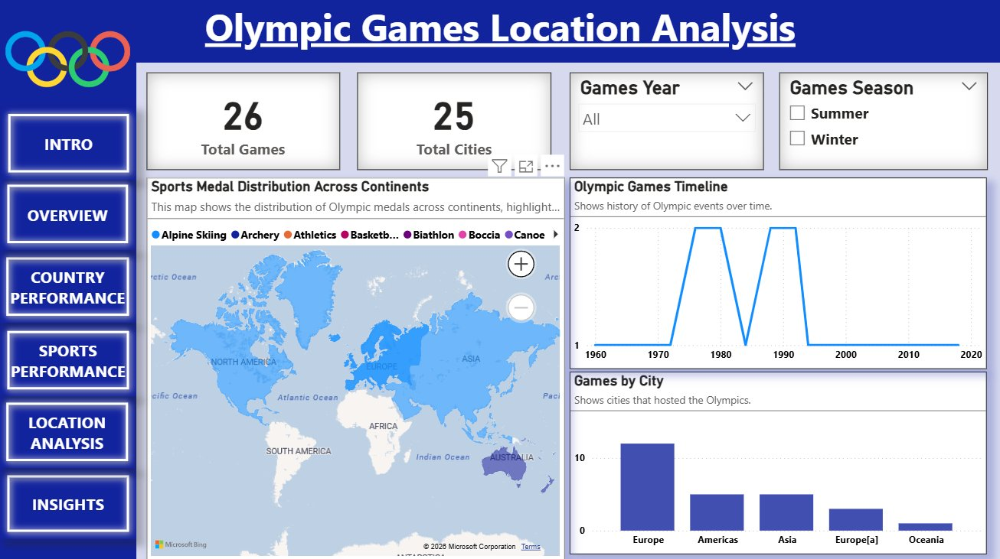 Olympic Games Location Analysis
INTRO
OVERVIEW
COUNTRY
PERFORMANCE
SPORTS
PERFORMANCE
LOCATION
ANALYSIS
INSIGHTS
26
Total Games
25
Total Cities
Games Year
All
Games Season
Summer
Winter
Sports Medal Distribution Across Continents
This map shows the distribution of Olympic medals across continents, highlight...
Alpine Skiing Archery Athletics Basketb... Biathlon Boccia Canoe
rctic Ocean
Arc
NORTH AMERICA
EUROPE
ASIA
cific Ocean
Atlantic Ocean
Paci
AFRICA
SOUTH AMERICA
Indian Ocean
AUSTRALIA
Microsoft Bing
© 2026 Microsoft Corporation Terms
ANTARCTICA
Olympic Games Timeline
Shows history of Olympic events over time.
2
1
1960 1970 1980 1990 2000 2010 2020
Games by City
Shows cities that hosted the Olympics.
10
0
Europe Americas Asia Europe[a] Oceania